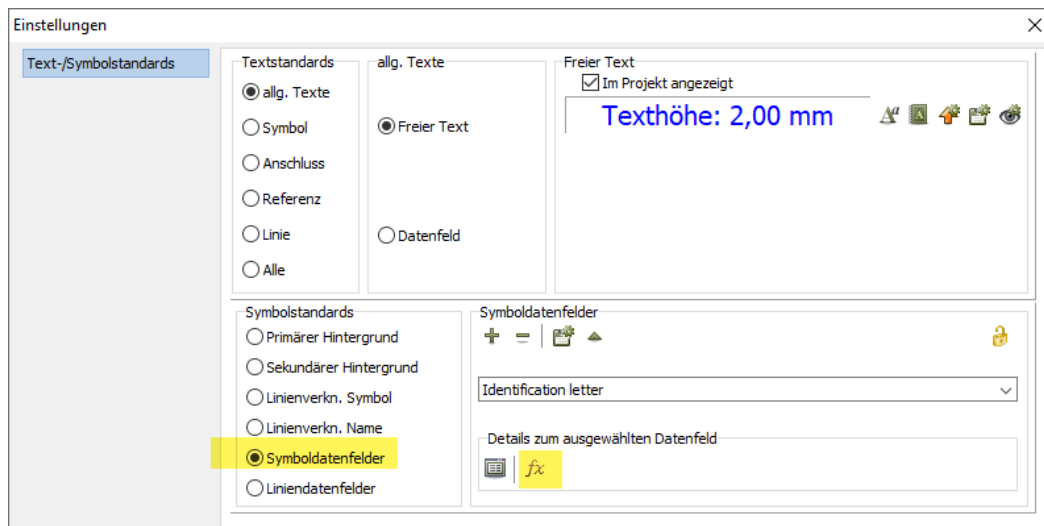 Einstellungen
Text-/Symbolstandards
Textstandards
allg. Texte
Symbol
Anschluss
Referenz
Linie
Alle
allg. Texte
Freier Text
Datenfeld
Freier Text
Im Projekt angezeigt
Texthöhe: 2,00 mm
Symbolstandards
Primärer Hintergrund
Sekundärer Hintergrund
Linienverkn. Symbol
Linienverkn. Name
Symboldatenfelder
Liniendatenfelder
Symboldatenfelder
Identification letter
Details zum ausgewählten Datenfeld
fx